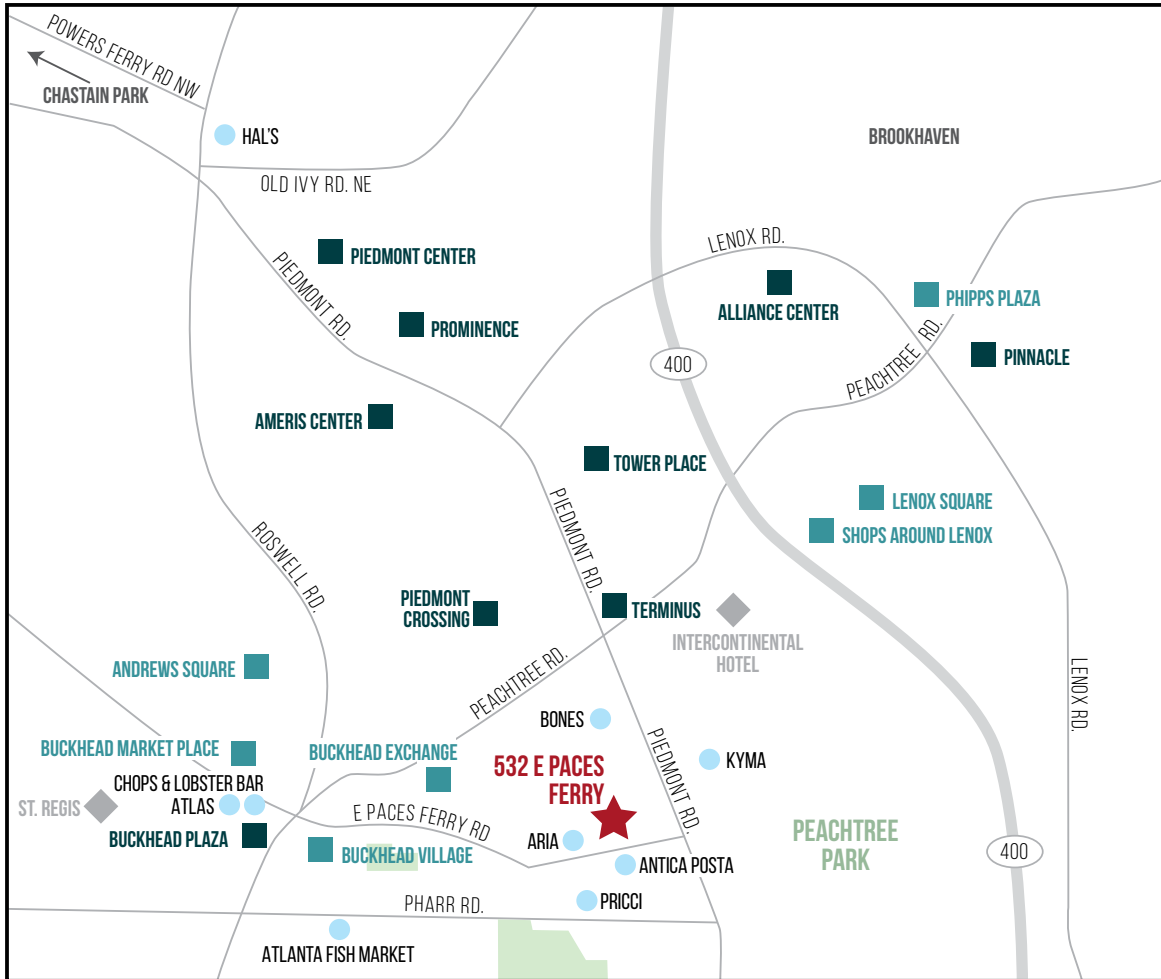 POWERS FERRY RD NW
CHASTAIN PARK
HAL'S
BROOKHAVEN
OLD IVY RD. NE
LENOX RD.
PIEDMONT CENTER
PIEDMONT RD.
PHIPPS PLAZA
ALLIANCE CENTER
PROMINENCE
PEACHTREE RD.
400
PINNACLE
AMERIS CENTER
TOWER PLACE
LENOX SQUARE
PIEDMONT RD.
SHOPS AROUND LENOX
ROSWELL RD.
PIEDMONT
CROSSING
TERMINUS
INTERCONTINENTAL
HOTEL
ANDREWS SQUARE
PEACHTREE RD.
LENOX RD.
BONES
BUCKHEAD MARKET PLACE
BUCKHEAD EXCHANGE
PIEDMONT RD.
KYMA
532 E PACES
FERRY
CHOPS & LOBSTER BAR
ST. REGIS
ATLAS
E PACES FERRY RD
BUCKHEAD PLAZA
ARIA
PEACHTREE
PARK
400
BUCKHEAD VILLAGE
ANTICA POSTA
PRICCI
PHARR RD.
ATLANTA FISH MARKET